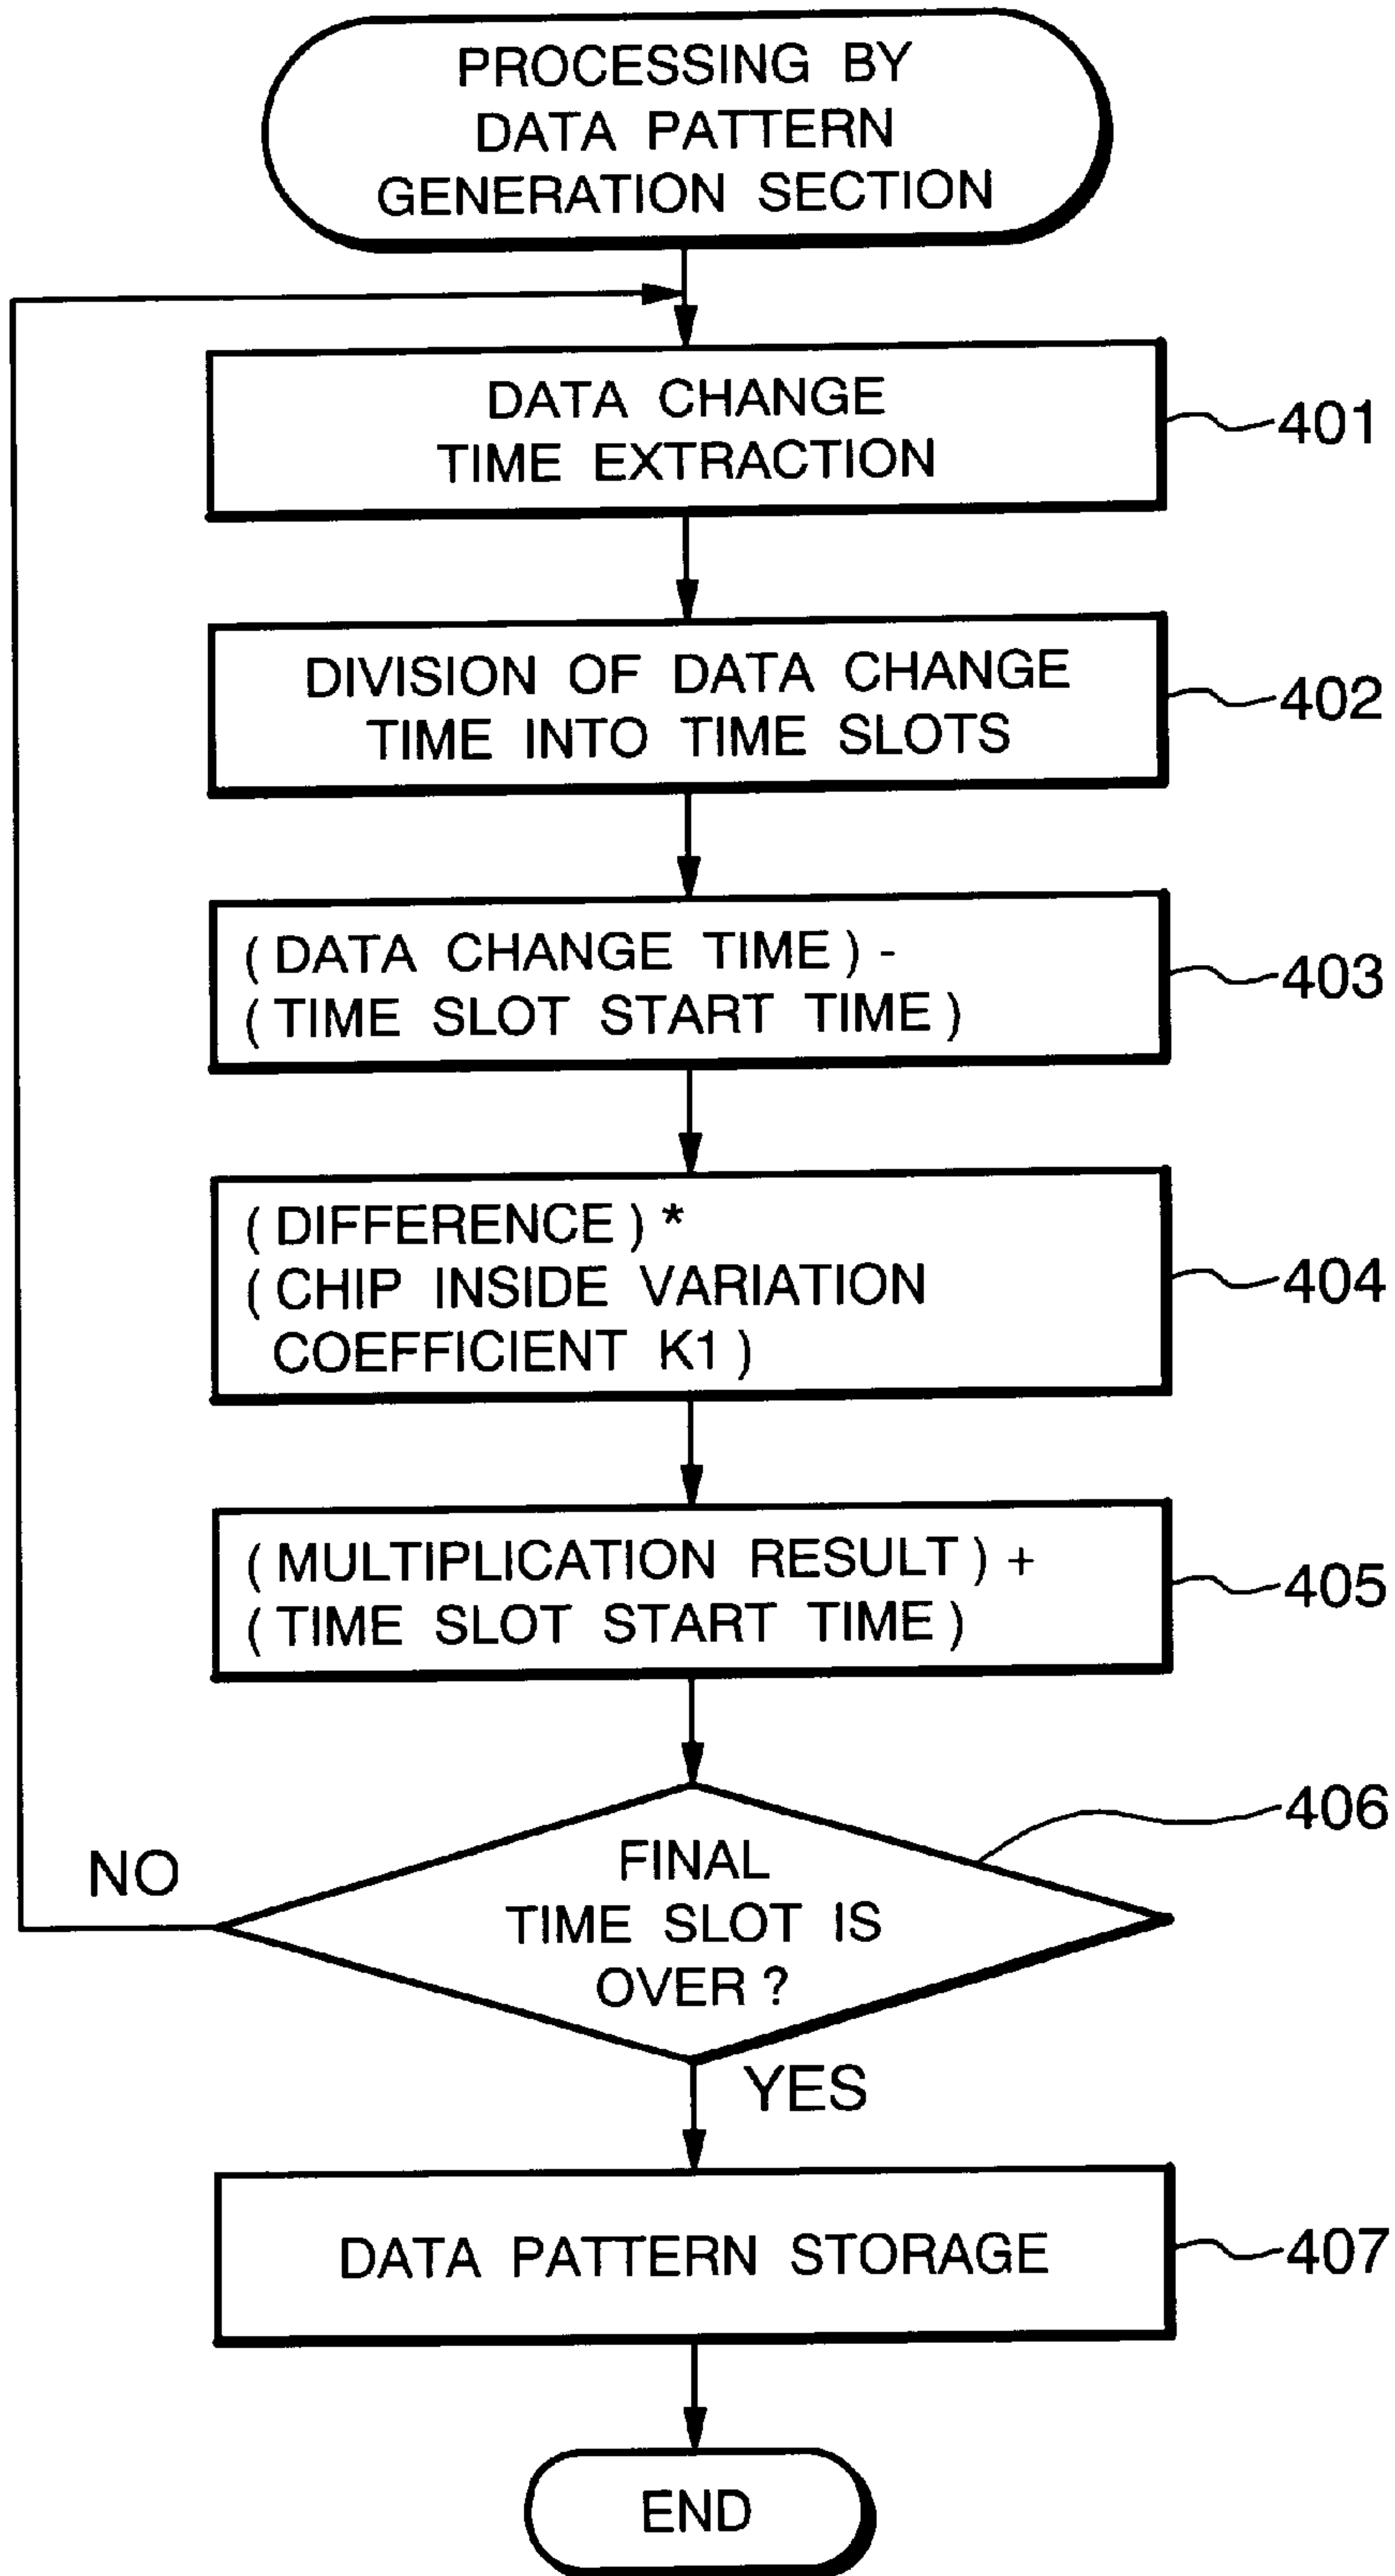 PROCESSING BY
DATA PATTERN
GENERATION SECTION
DATA CHANGE
TIME EXTRACTION
401
DIVISION OF DATA CHANGE
TIME INTO TIME SLOTS
402
( DATA CHANGE TIME ) -
( TIME SLOT START TIME )
403
( DIFFERENCE ) *
( CHIP INSIDE VARIATION
COEFFICIENT K1 )
404
( MULTIPLICATION RESULT ) +
( TIME SLOT START TIME )
405
406
NO
FINAL
TIME SLOT IS
OVER ?
YES
DATA PATTERN STORAGE
407
END